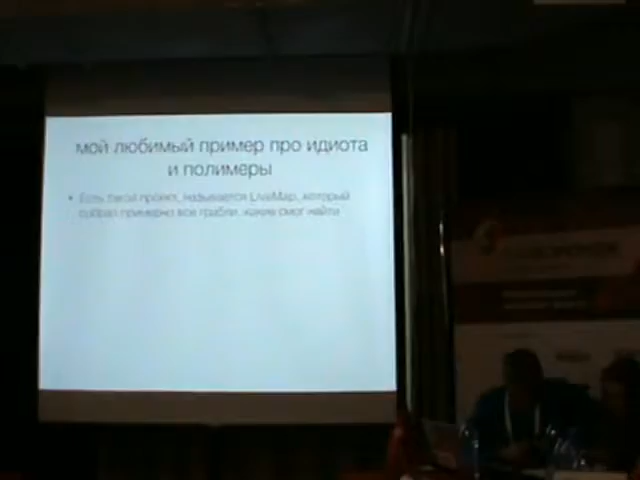 мой любимый пример про идиота
и полимеры
• Есть такой проект, называется LiveMap, который
собрал примерно все грабли, какие смог найти